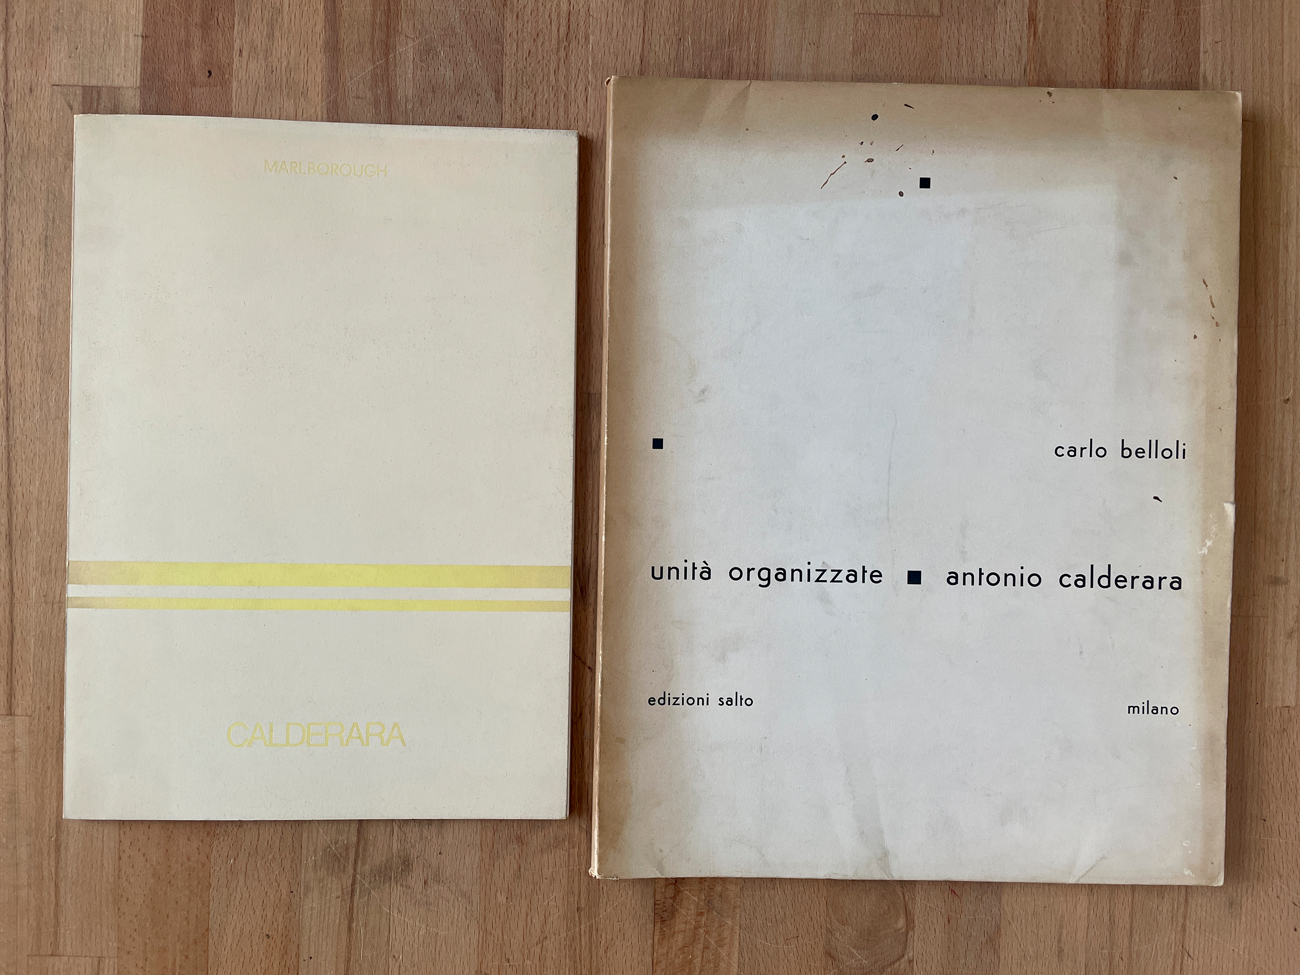 MARLBOROUGH
CALDERARA
carlo belloli
unità organizzate ■ antonio calderara
edizioni salto
milano